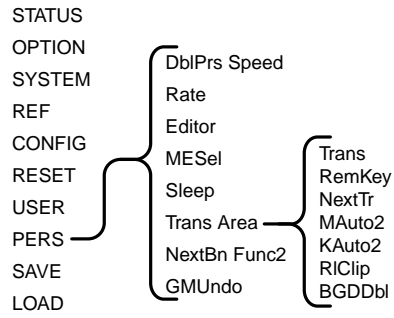 STATUS
OPTION
SYSTEM
REF
CONFIG
RESET
USER
PERS
SAVE
LOAD
DblPrs Speed
Rate
Editor
MESel
Sleep
Trans Area
NextBn Func2
GMUndo
Trans
RemKey
NextTr
MAuto2
KAuto2
RlClip
BGDDbl